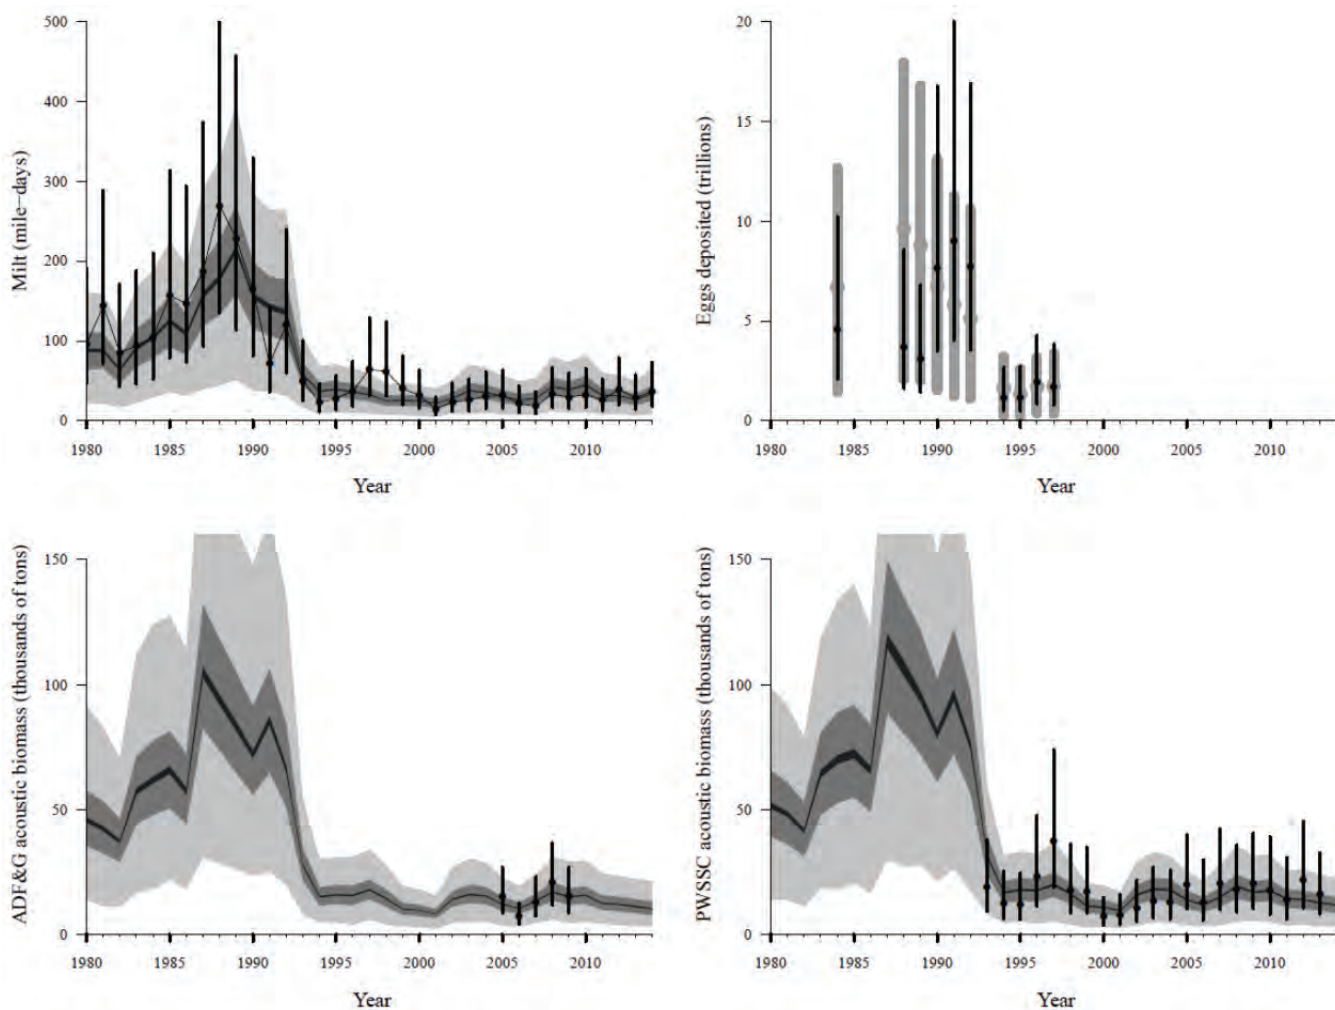 Milt (mile−days)
500
400
300
200
100
0
1980 1985 1990 1995 2000 2005 2010
Year
Eggs deposited (trillions)
20
15
10
5
0
1980 1985 1990 1995 2000 2005 2010
Year
ADF&G acoustic biomass (thousands of tons)
150
100
50
0
1980 1985 1990 1995 2000 2005 2010
Year
PWSSC acoustic biomass (thousands of tons)
150
100
50
0
1980 1985 1990 1995 2000 2005 2010
Year